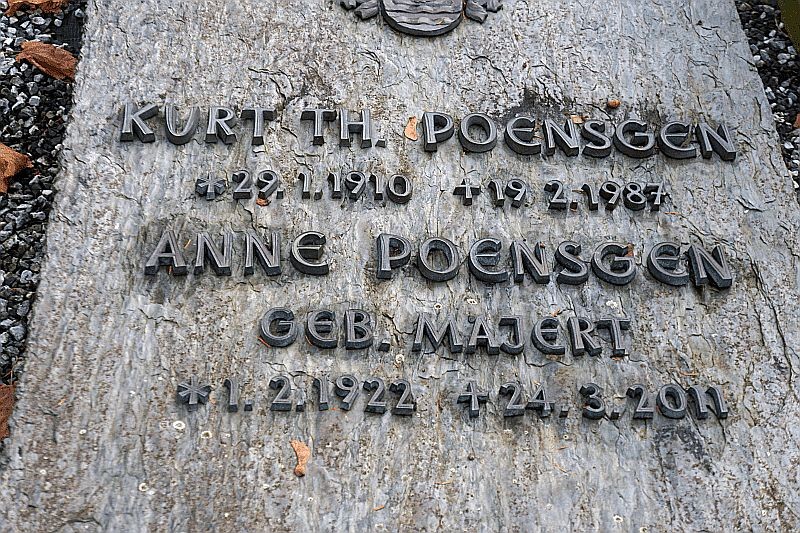 KURT TH. POENSGEN
* 29. 1. 1910 + 19. 2. 1987
ANNE POENSGEN
GEB. MAJERT
* 1. 2. 1922 + 24. 3. 2011